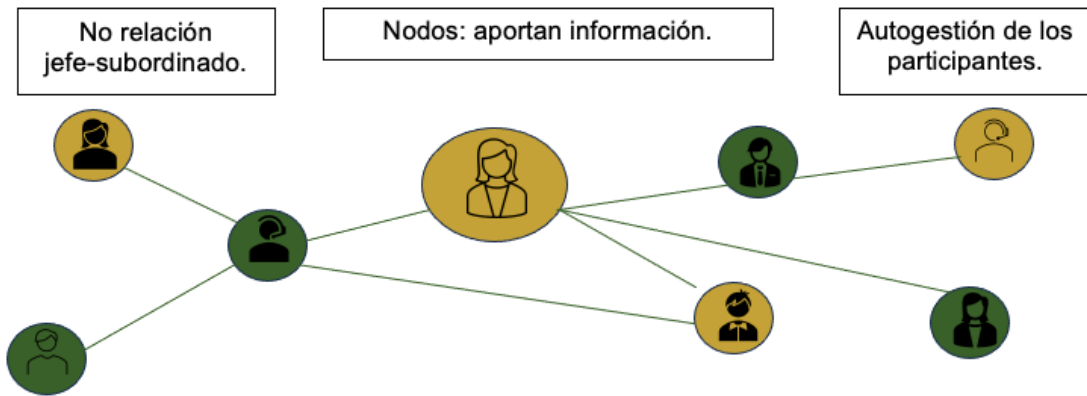 No relación
jefe-subordinado.
Nodos: aportan información.
Autogestión de los
participantes.